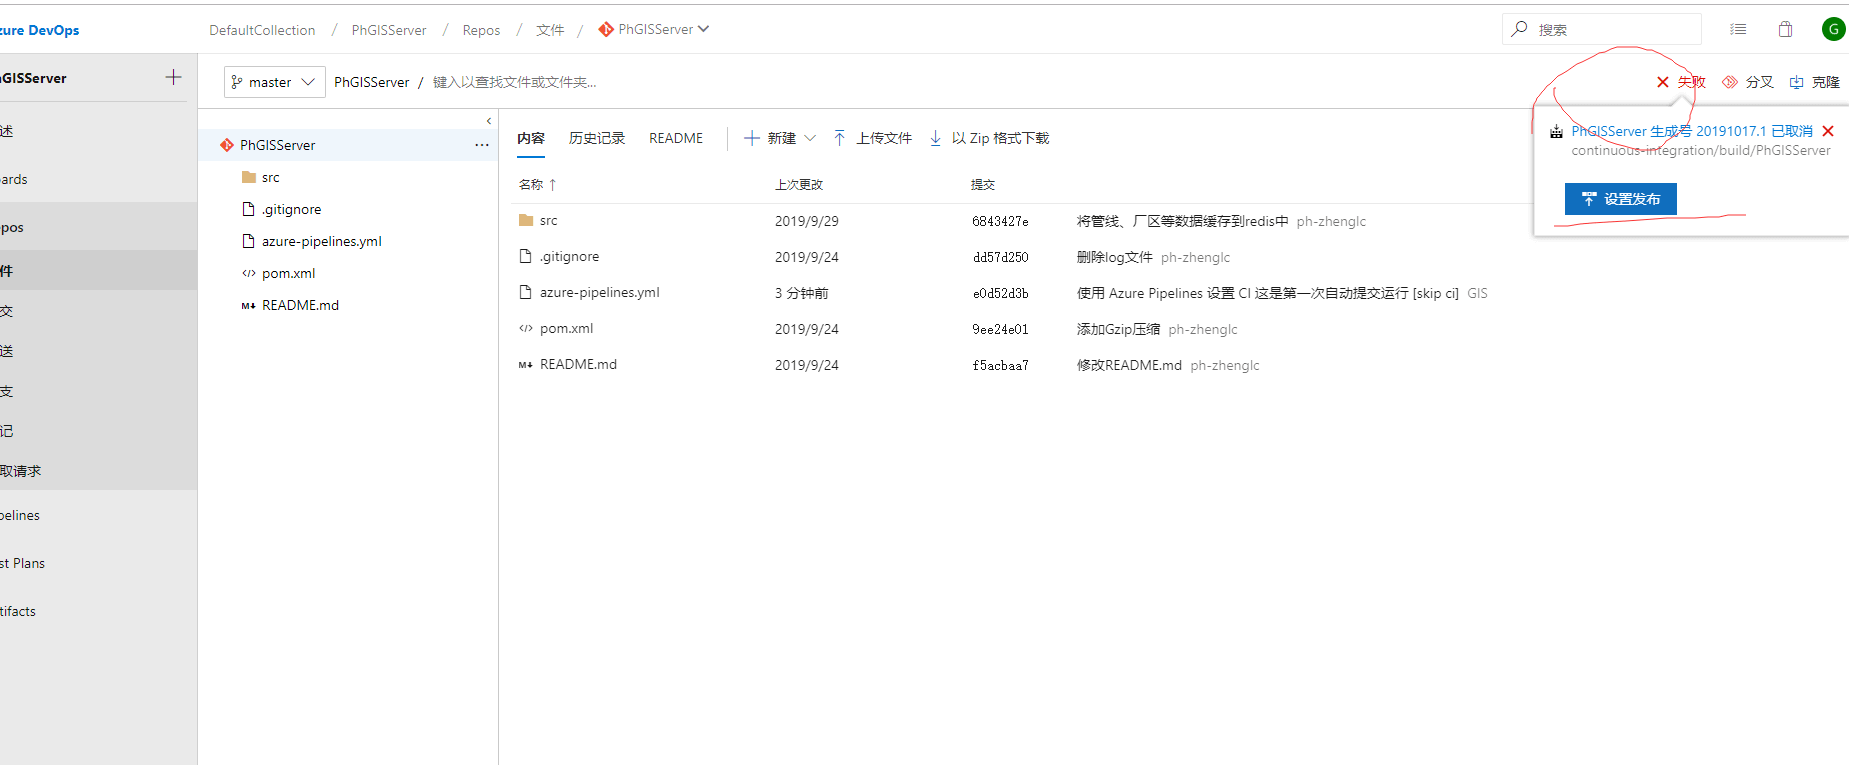 zure DevOps
DefaultCollection / PhGISServer / Repos / 文件 / PhGISServer
搜索
G
GISServer
master
PhGISServer / 键入以查找文件或文件夹...
失败
分叉
克隆
述
ards
pos
件
交
送
支
记
取请求
pelines
st Plans
tifacts
PhGISServer
src
.gitignore
azure-pipelines.yml
pom.xml
README.md
内容 历史记录 README 新建 上传文件 以 Zip 格式下载
名称 ↑ 上次更改 提交
src 2019/9/29 6843427e 将管线、厂区等数据缓存到redis中 ph-zhenglc
.gitignore 2019/9/24 dd57d250 删除log文件 ph-zhenglc
azure-pipelines.yml 3 分钟前 e0d52d3b 使用 Azure Pipelines 设置 CI 这是第一次自动提交运行 [skip ci] GIS
pom.xml 2019/9/24 9ee24e01 添加Gzip压缩 ph-zhenglc
README.md 2019/9/24 f5acbaa7 修改README.md ph-zhenglc
PhGISServer 生成号 20191017.1 已取消
continuous-integration/build/PhGISServer
设置发布